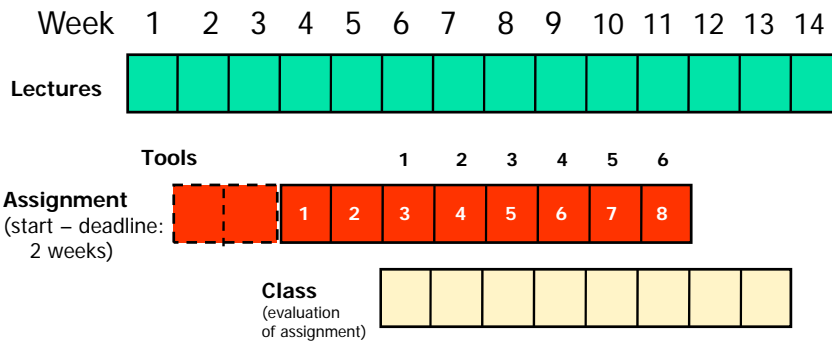 Week 1 2 3 4 5 6 7 8 9 10 11 12 13 14
Lectures
Tools 1 2 3 4 5 6
Assignment
(start – deadline:
2 weeks)
1 2 3 4 5 6 7 8
Class
(evaluation
of assignment)